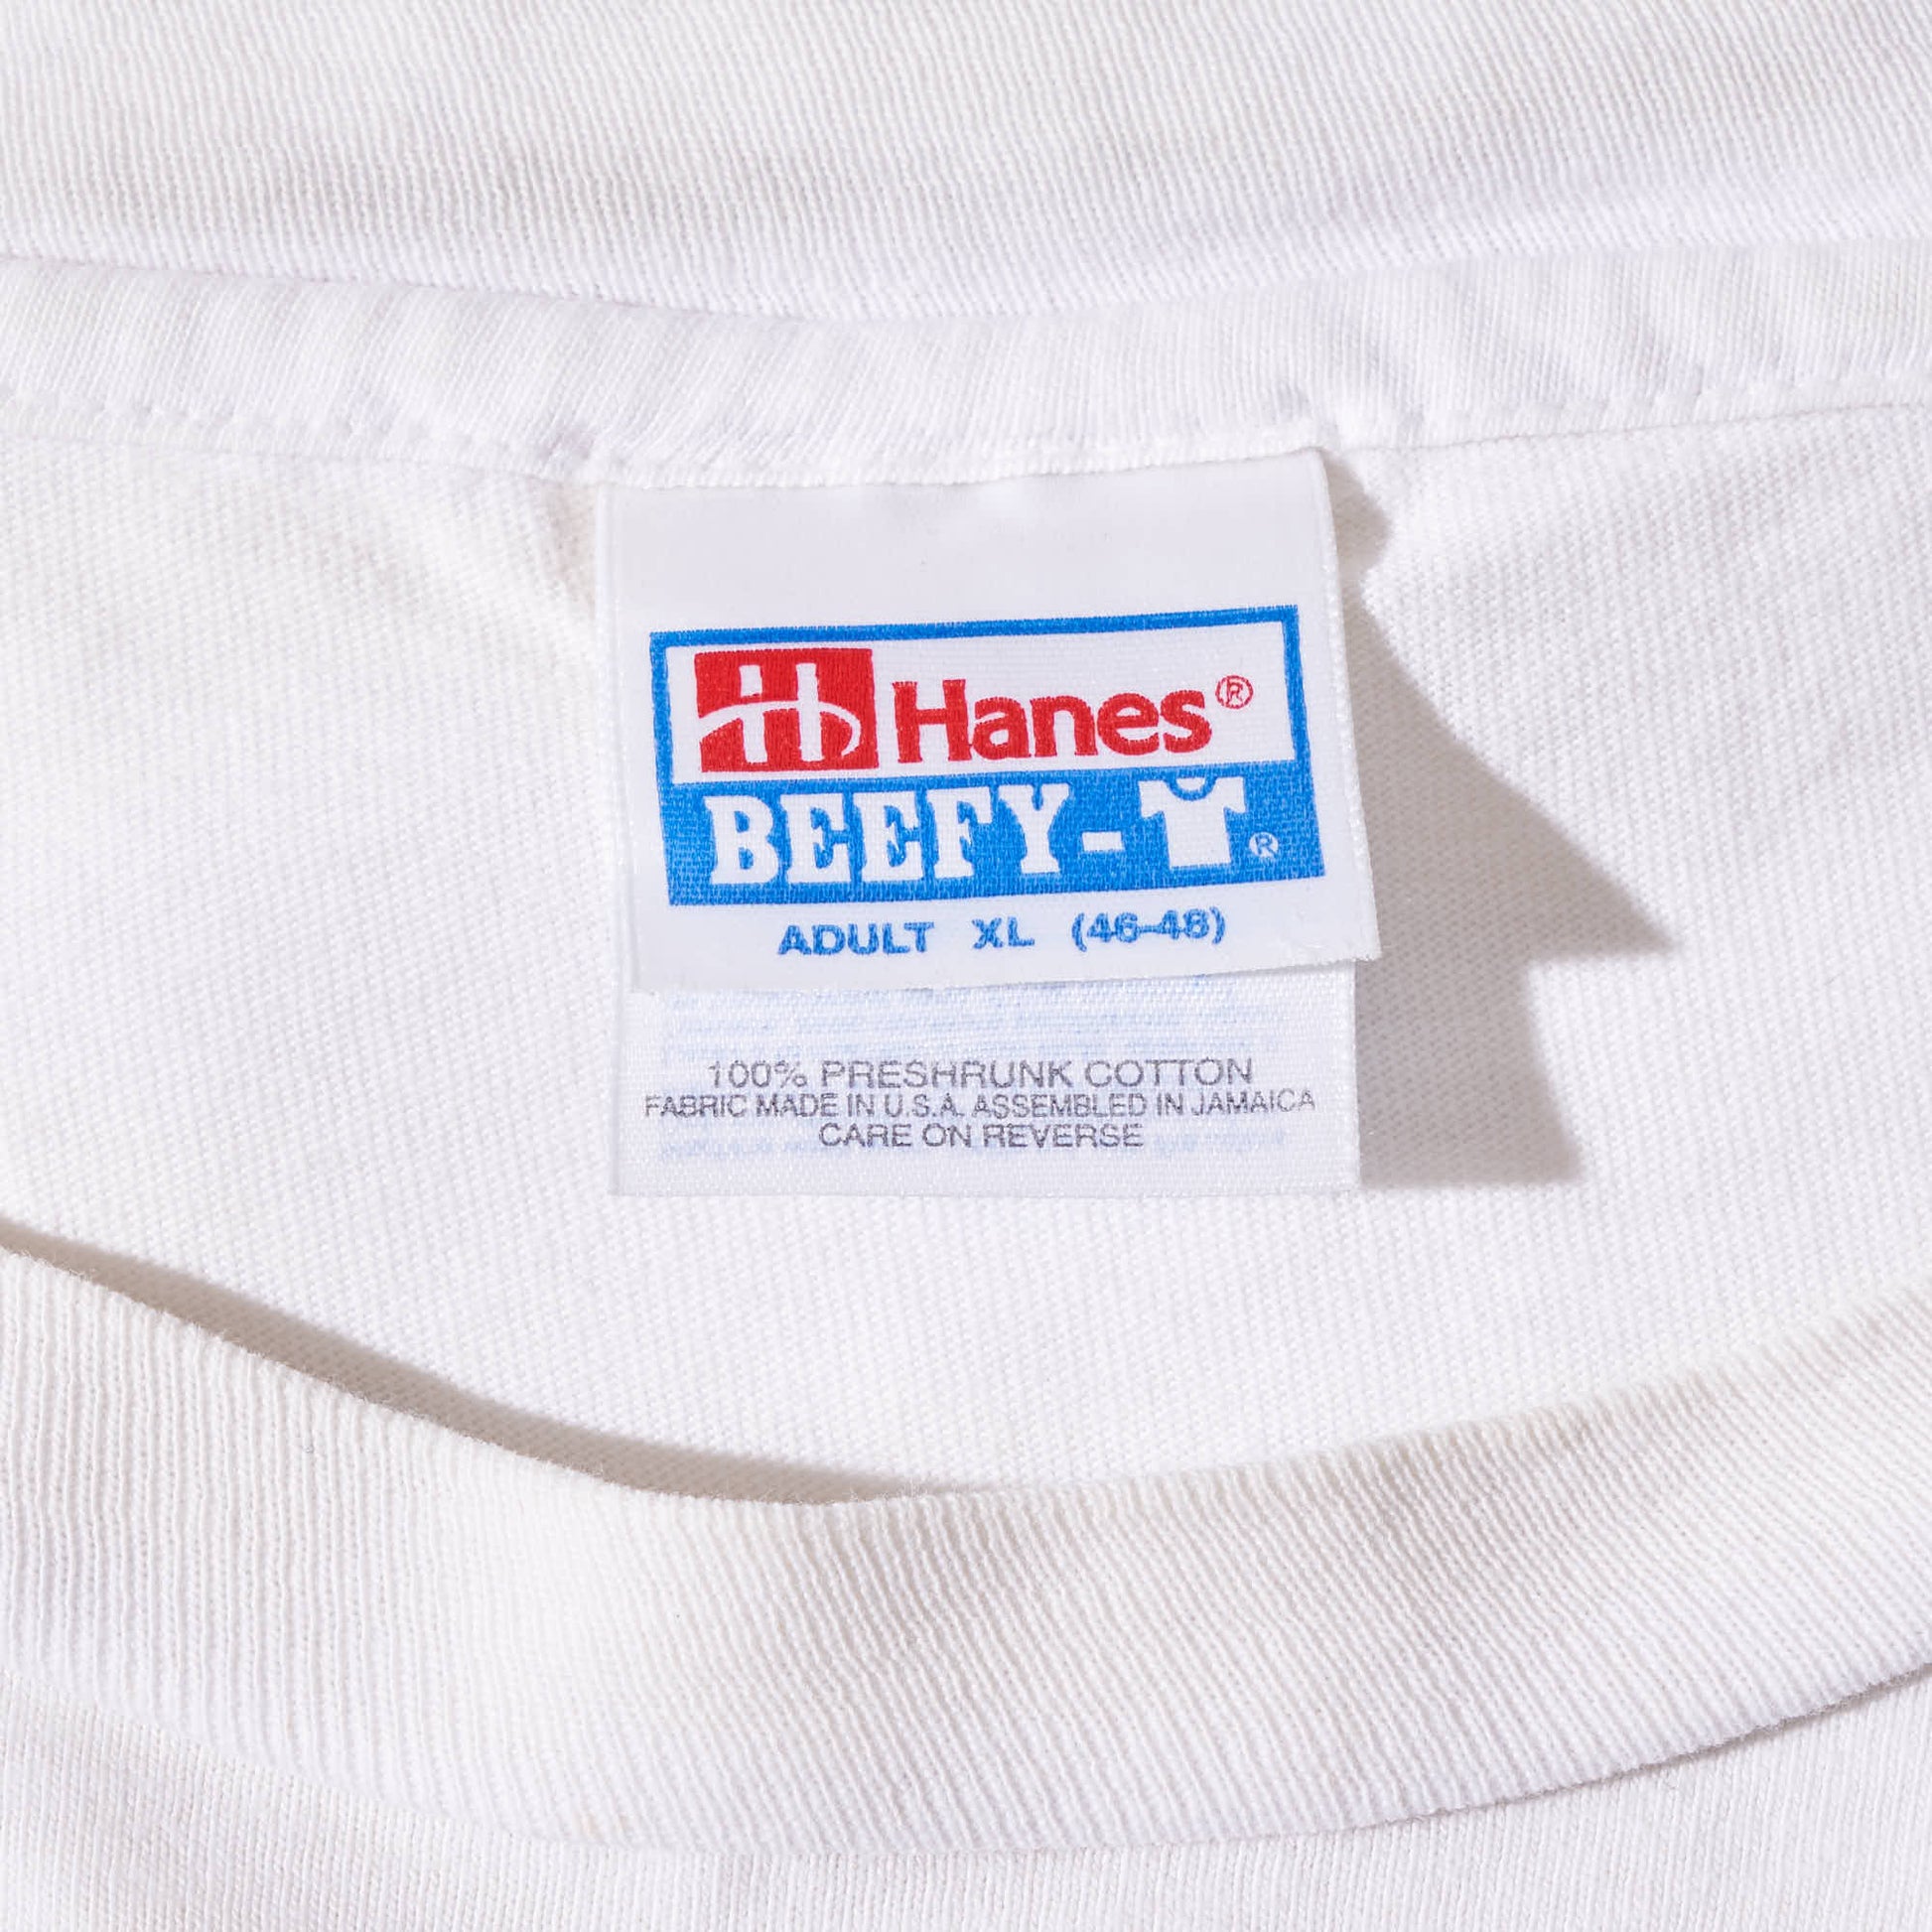 H Hanes®
BEEFY-T®
ADULT XL (46-48)
100% PRESHRUNK COTTON
FABRIC MADE IN U.S.A. ASSEMBLED IN JAMAICA
CARE ON REVERSE